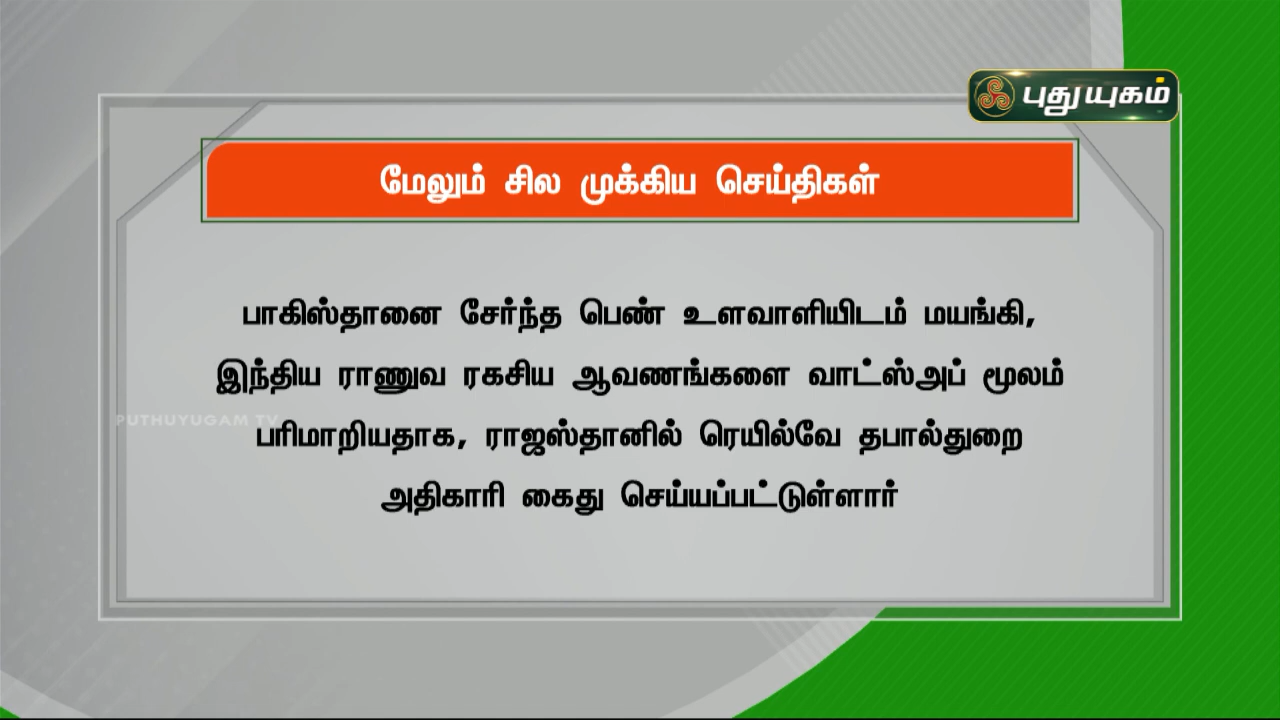 புதுயுகம்
மேலும் சில முக்கிய செய்திகள்
பாகிஸ்தானை சேர்ந்த பெண் உளவாளியிடம் மயங்கி,
இந்திய ராணுவ ரகசிய ஆவணங்களை வாட்ஸ்அப் மூலம்
PUTHUYUGAM TV
பரிமாறியதாக, ராஜஸ்தானில் ரெயில்வே தபால்துறை
அதிகாரி கைது செய்யப்பட்டுள்ளார்